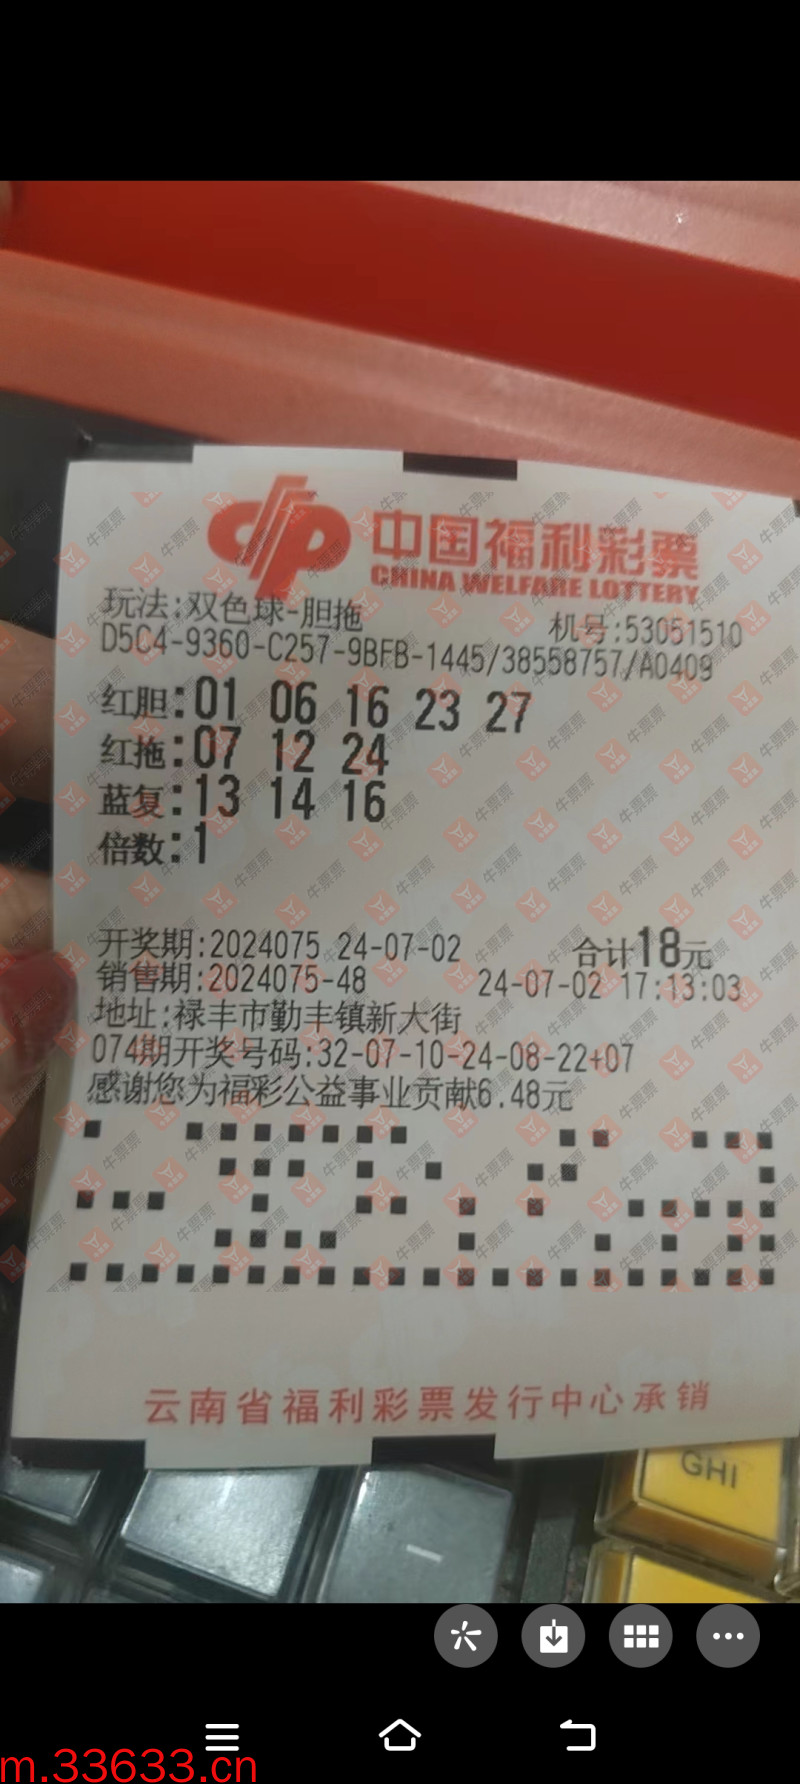 中国福利彩票
CHINA WELFARE LOTTERY
玩法:双色球-胆拖 机号:53051510
D5C4-9360-C257-9BFB-1445/38558757/A0409
红胆:01 06 16 23 27
红拖:07 12 24
蓝复:13 14 16
倍数:1
开奖期:2024075 24-07-02 合计18元
销售期:2024075-48 24-07-02 17:13:03
地址:禄丰市勤丰镇新大街
074期开奖号码:32-07-10-24-08-22+07
感谢您为福彩公益事业贡献6.48元
云南省福利彩票发行中心承销
GHI
牛票票
m.33633.cn